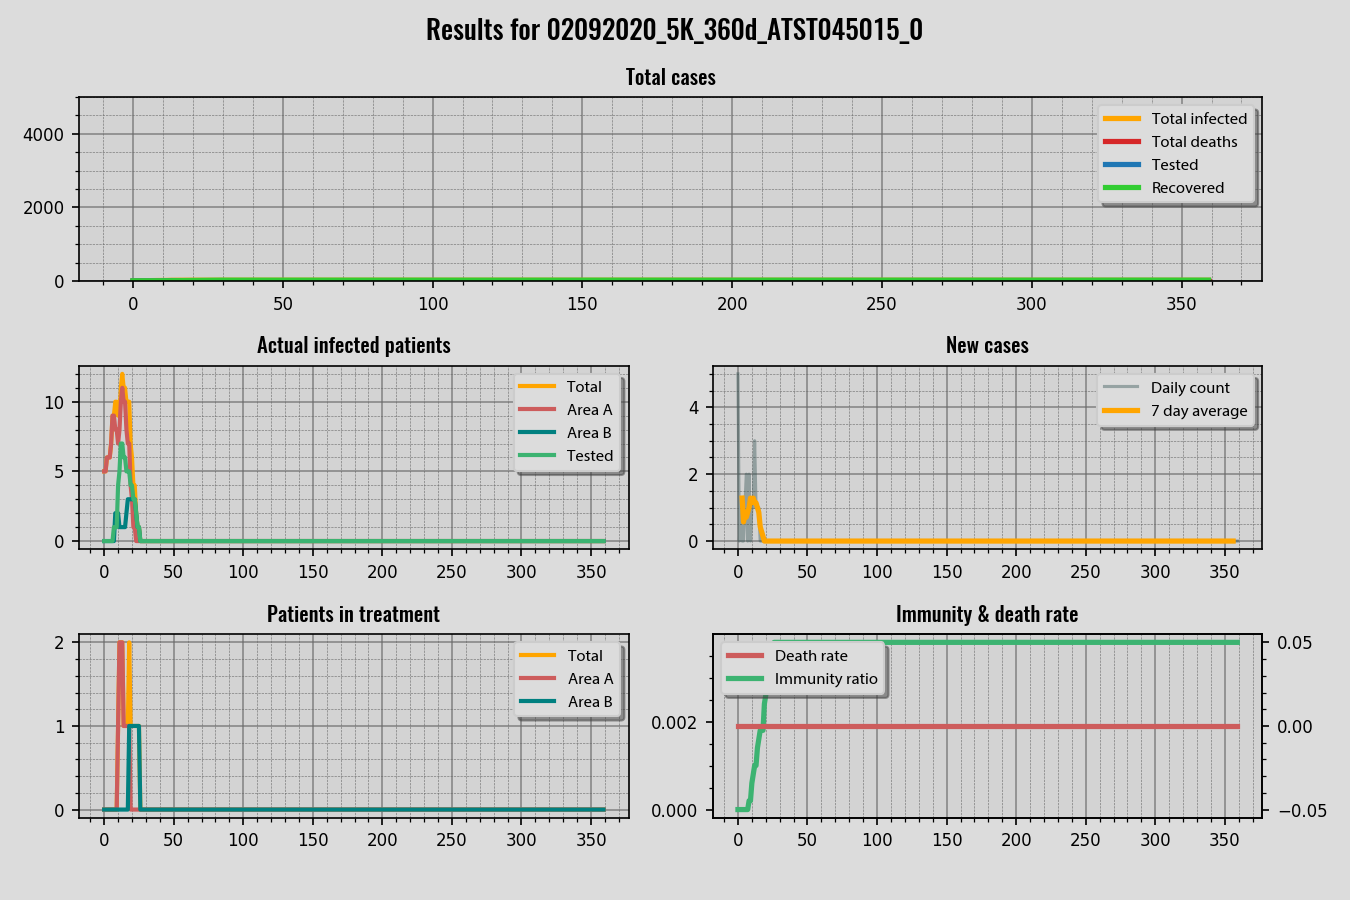 Results for 02092020_5K_360d_ATST045015_0
Total cases
4000
2000
0
Total infected
Total deaths
Tested
Recovered
0 50 100 150 200 250 300 350
Actual infected patients
10
5
0
Total
Area A
Area B
Tested
0 50 100 150 200 250 300 350
New cases
4
2
0
Daily count
7 day average
0 50 100 150 200 250 300 350
Patients in treatment
2
1
0
Total
Area A
Area B
0 50 100 150 200 250 300 350
Immunity & death rate
0.002
0.000
Death rate
Immunity ratio
0.05
0.00
−0.05
0 50 100 150 200 250 300 350